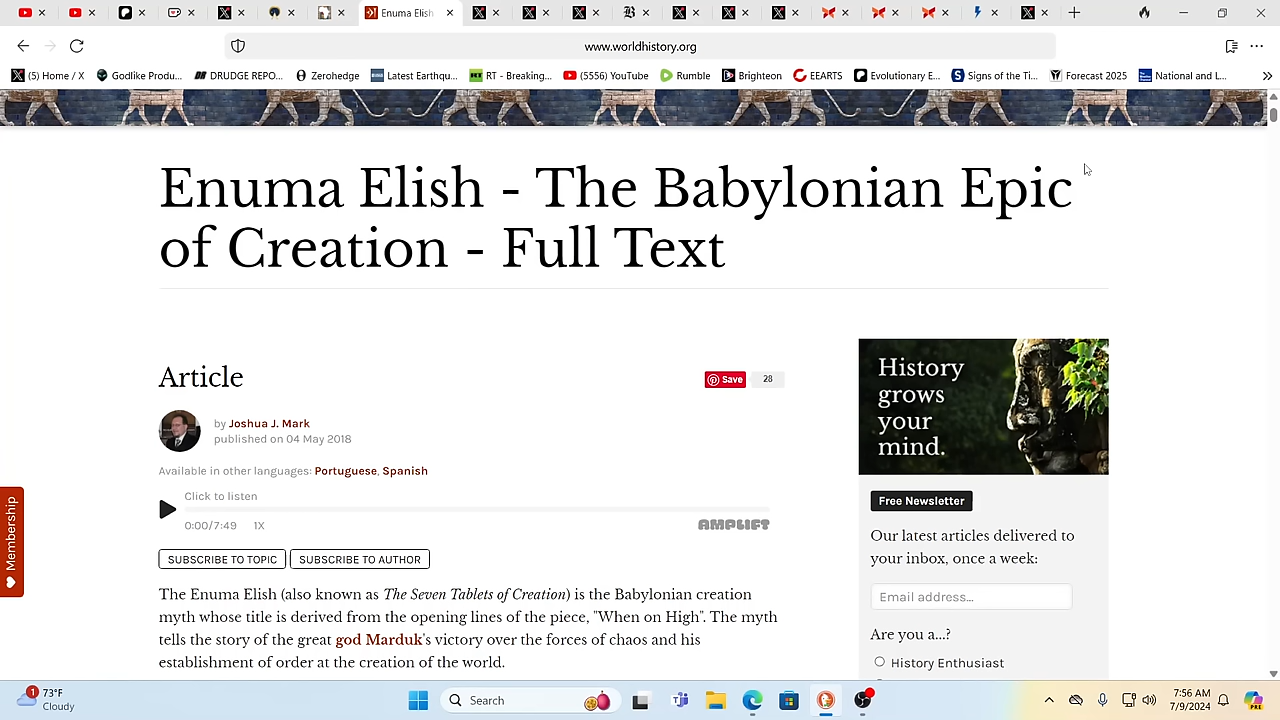 Enuma Elish
www.worldhistory.org
(5) Home / X
Godlike Produ...
DRUDGE REPO...
Zerohedge
Latest Earthqu...
RT - Breaking...
(5556) YouTube
Rumble
Brighteon
EEARTS
Evolutionary E...
Signs of the Ti...
Forecast 2025
National and L...
Enuma Elish - The Babylonian Epic
of Creation - Full Text
Article
Save
28
by Joshua J. Mark
published on 04 May 2018
Available in other languages: Portuguese, Spanish
Click to listen
0:00/7:49 1X
AMPLIFT
SUBSCRIBE TO TOPIC
SUBSCRIBE TO AUTHOR
The Enuma Elish (also known as The Seven Tablets of Creation) is the Babylonian creation
myth whose title is derived from the opening lines of the piece, "When on High". The myth
tells the story of the great god Marduk's victory over the forces of chaos and his
establishment of order at the creation of the world.
History
grows
your
mind.
Free Newsletter
Our latest articles delivered to
your inbox, once a week:
Email address...
Are you a...?
History Enthusiast
Membership
1
73°F
Cloudy
Search
7:56 AM
7/9/2024
PRE